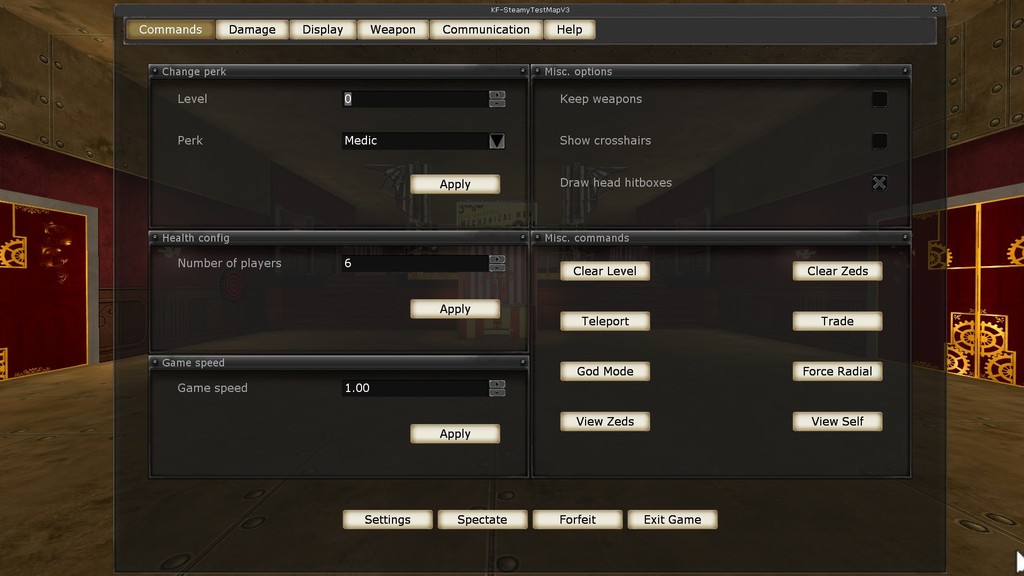 KF-SteamyTestMapV3
Commands Damage Display Weapon Communication Help
Change perk
Level 0
Perk Medic
Apply
Misc. options
Keep weapons
Show crosshairs
Draw head hitboxes
Health config
Number of players 6
Apply
Game speed
Game speed 1.00
Apply
Misc. commands
Clear Level Clear Zeds
Teleport Trade
God Mode Force Radial
View Zeds View Self
Settings Spectate Forfeit Exit Game